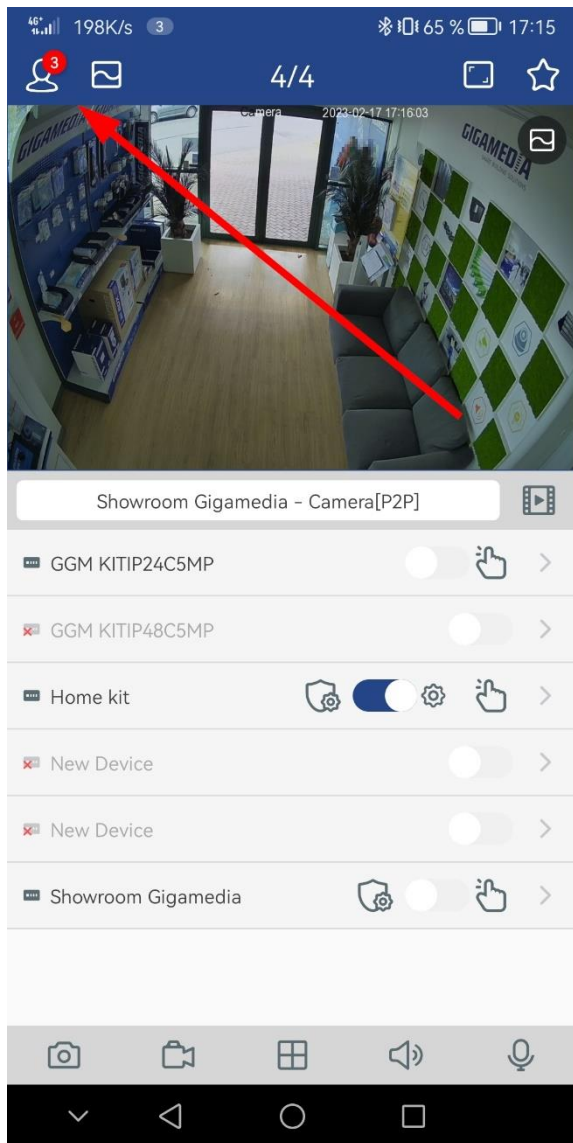 4G+ 198K/s 3 65 % 17:15
3
4/4
Camera 2023-02-17 17:16:03
GIGAMEDIA
GIGAMEDIA
Showroom Gigamedia - Camera[P2P]
GGM KITIP24C5MP
GGM KITIP48C5MP
Home kit
New Device
New Device
Showroom Gigamedia